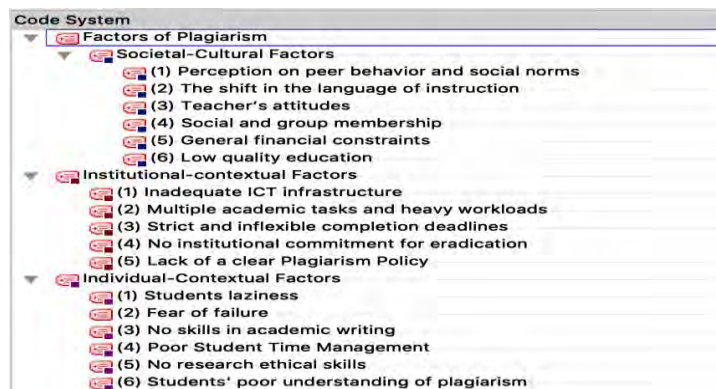 Code System
Factors of Plagiarism
Societal-Cultural Factors
(1) Perception on peer behavior and social norms
(2) The shift in the language of instruction
(3) Teacher's attitudes
(4) Social and group membership
(5) General financial constraints
(6) Low quality education
Institutional-contextual Factors
(1) Inadequate ICT infrastructure
(2) Multiple academic tasks and heavy workloads
(3) Strict and inflexible completion deadlines
(4) No institutional commitment for eradication
(5) Lack of a clear Plagiarism Policy
Individual-Contextual Factors
(1) Students laziness
(2) Fear of failure
(3) No skills in academic writing
(4) Poor Student Time Management
(5) No research ethical skills
(6) Students' poor understanding of plagiarism